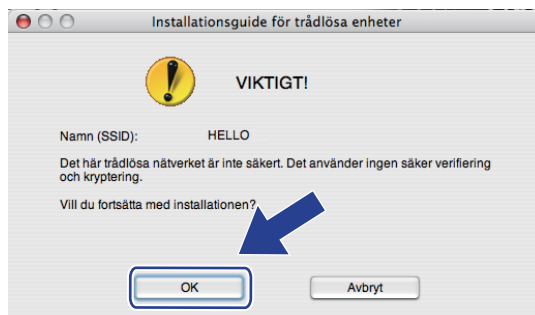 Installationsguide för trådlösa enheter
VIKTIGT!
Namn (SSID): HELLO
Det här trådlösa nätverket är inte säkert. Det använder ingen säker verifiering
och kryptering.
Vill du fortsätta med installationen?
OK Avbryt